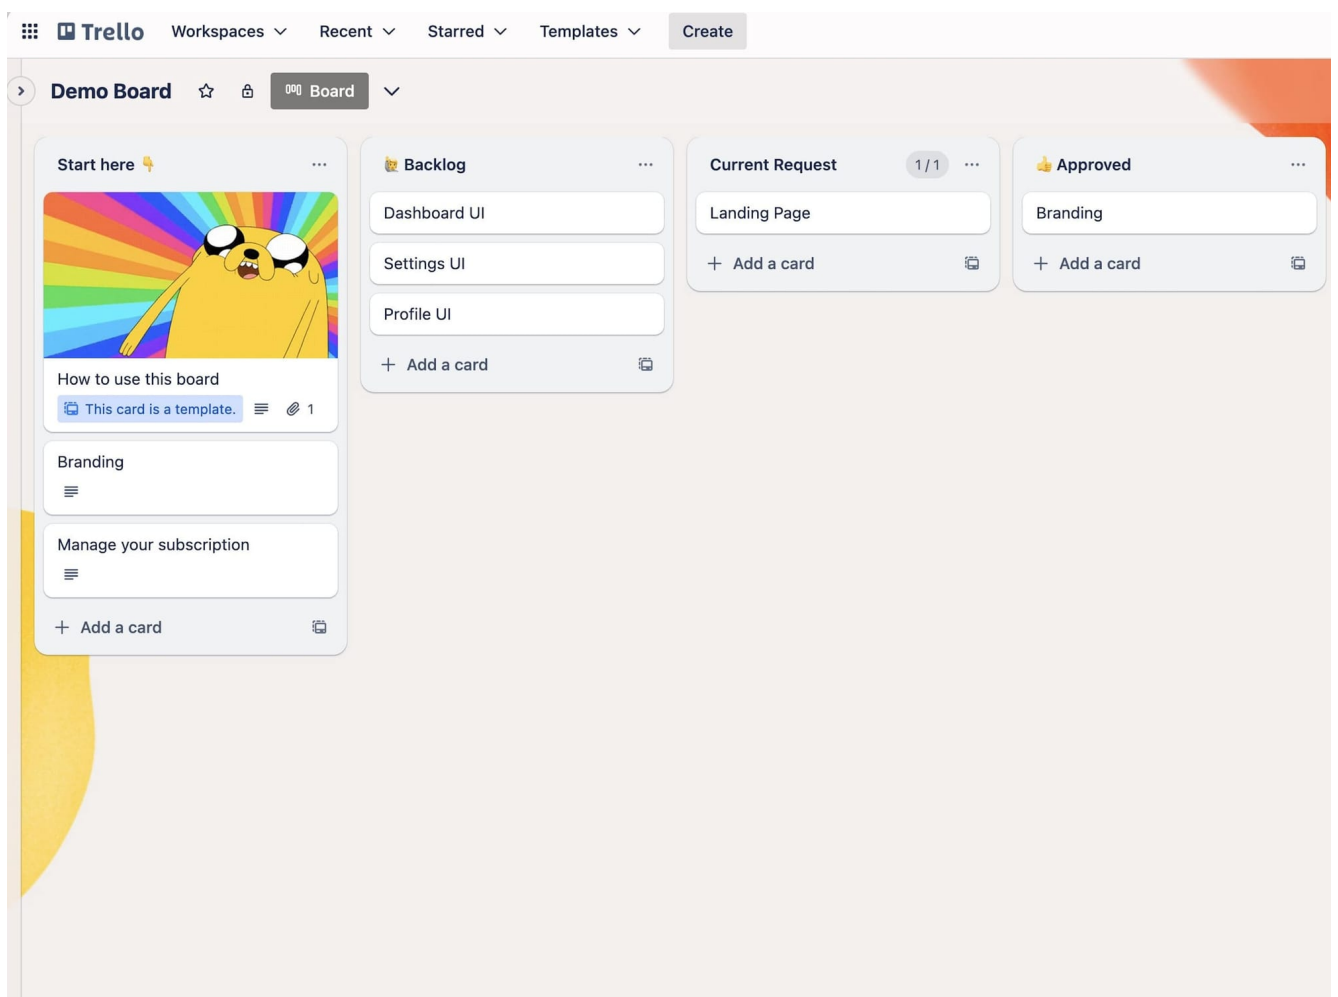 Trello Workspaces Recent Starred Templates Create
Demo Board Board
Start here 👇
How to use this board
This card is a template. 1
Branding
Manage your subscription
+ Add a card
🙋 Backlog
Dashboard UI
Settings UI
Profile UI
+ Add a card
Current Request 1 / 1
Landing Page
+ Add a card
👍 Approved
Branding
+ Add a card